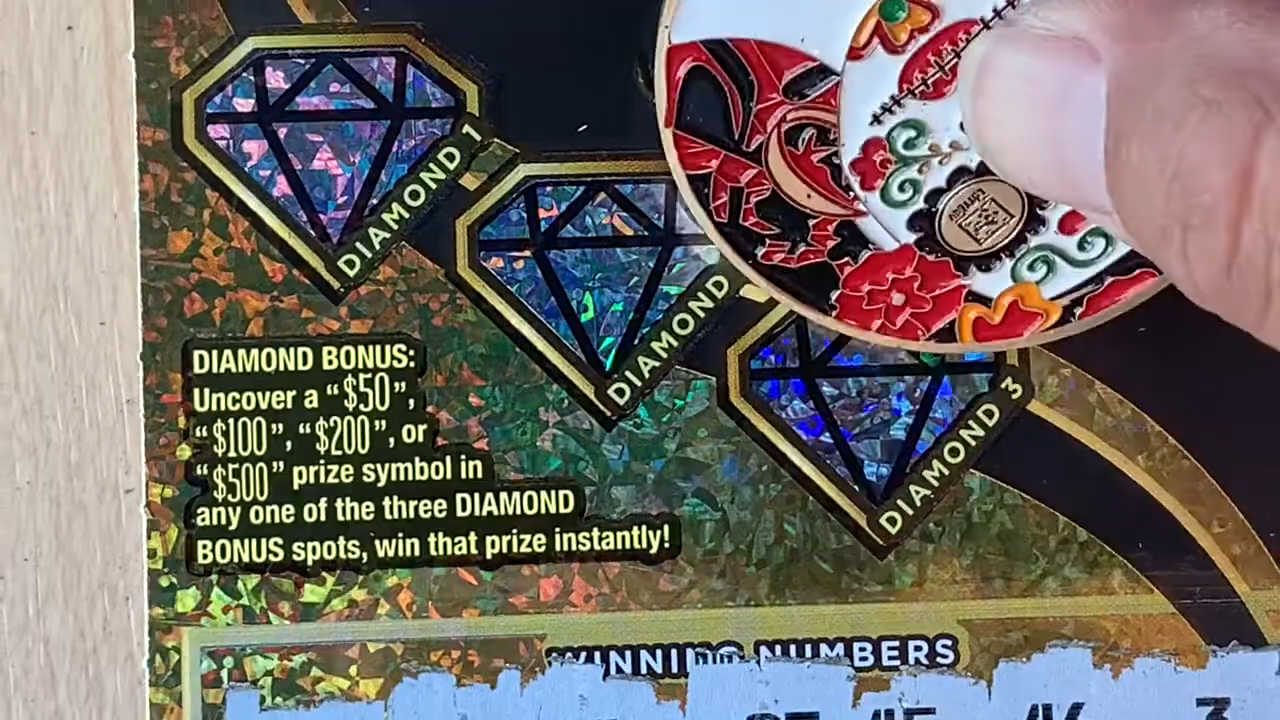 DIAMOND 1
DIAMOND
DIAMOND 3
DIAMOND BONUS:
Uncover a "$50",
"$100", "$200", or
"$500" prize symbol in
any one of the three DIAMOND
BONUS spots, win that prize instantly!
WINNING NUMBERS